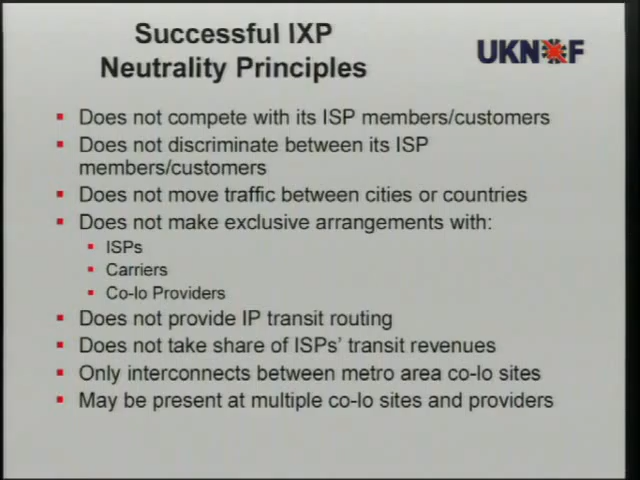 Successful IXP
Neutrality Principles
UKNOF
Does not compete with its ISP members/customers
Does not discriminate between its ISP
members/customers
Does not move traffic between cities or countries
Does not make exclusive arrangements with:
ISPs
Carriers
Co-lo Providers
Does not provide IP transit routing
Does not take share of ISPs' transit revenues
Only interconnects between metro area co-lo sites
May be present at multiple co-lo sites and providers